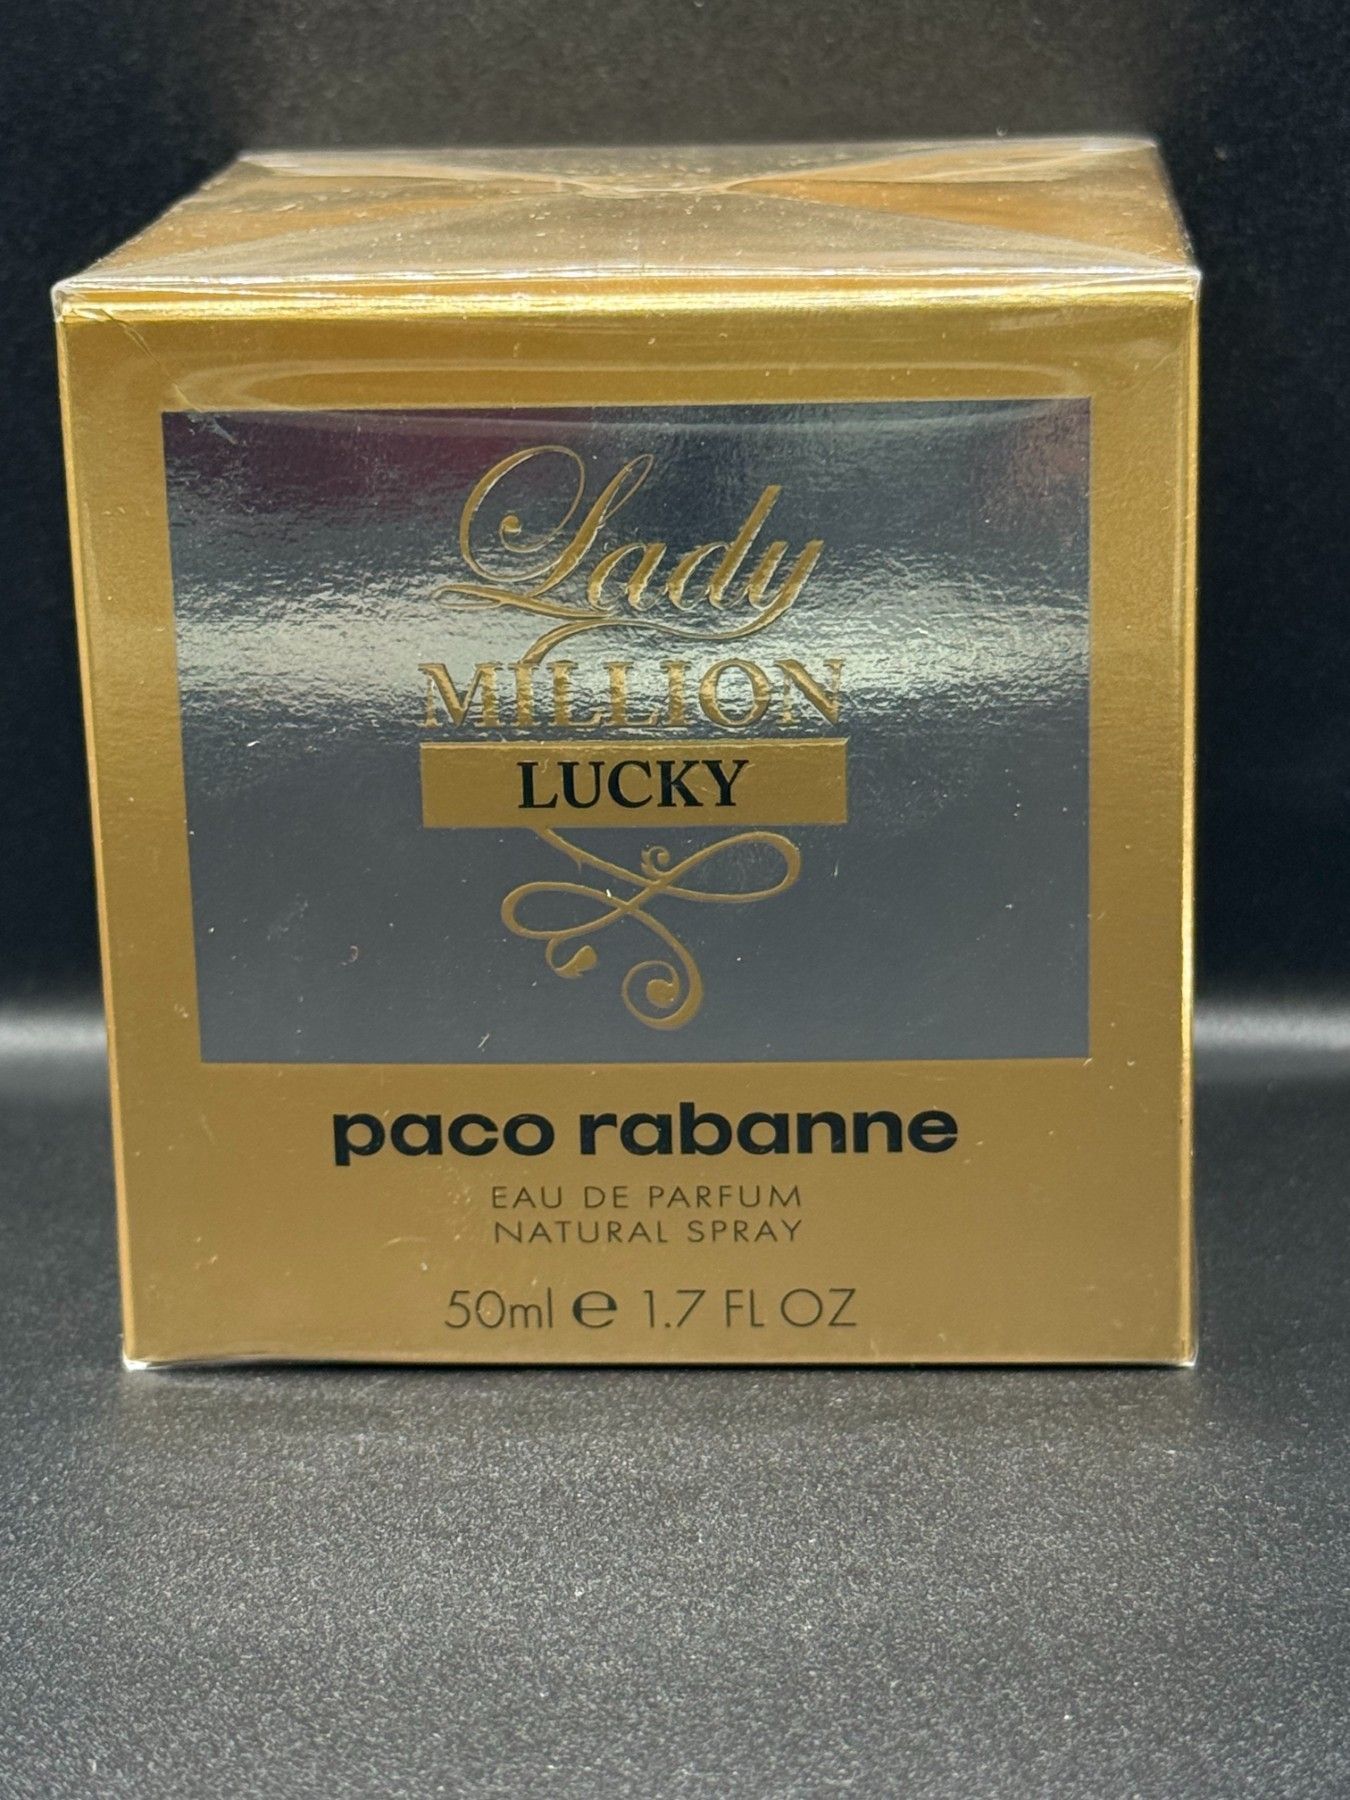 Lady
MILLION
LUCKY
paco rabanne
EAU DE PARFUM
NATURAL SPRAY
50ml ℮ 1.7 FL OZ